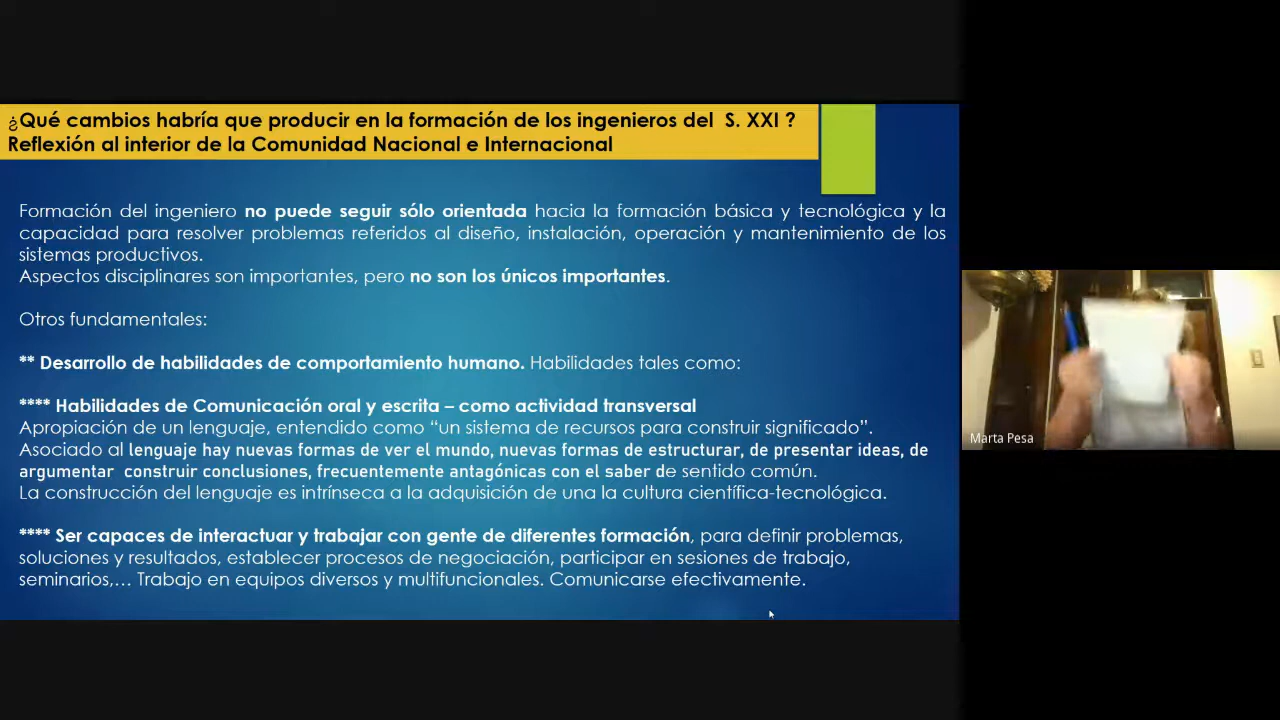 ¿Qué cambios habría que producir en la formación de los ingenieros del S. XXI ?
Reflexión al interior de la Comunidad Nacional e Internacional
Formación del ingeniero no puede seguir sólo orientada hacia la formación básica y tecnológica y la
capacidad para resolver problemas referidos al diseño, instalación, operación y mantenimiento de los
sistemas productivos.
Aspectos disciplinares son importantes, pero no son los únicos importantes.
Otros fundamentales:
** Desarrollo de habilidades de comportamiento humano. Habilidades tales como:
**** Habilidades de Comunicación oral y escrita – como actividad transversal
Apropiación de un lenguaje, entendido como “un sistema de recursos para construir significado”.
Asociado al lenguaje hay nuevas formas de ver el mundo, nuevas formas de estructurar, de presentar ideas, de
argumentar construir conclusiones, frecuentemente antagónicas con el saber de sentido común.
La construcción del lenguaje es intrínseca a la adquisición de una la cultura científica-tecnológica.
**** Ser capaces de interactuar y trabajar con gente de diferentes formación, para definir problemas,
soluciones y resultados, establecer procesos de negociación, participar en sesiones de trabajo,
seminarios,… Trabajo en equipos diversos y multifuncionales. Comunicarse efectivamente.
Marta Pesa